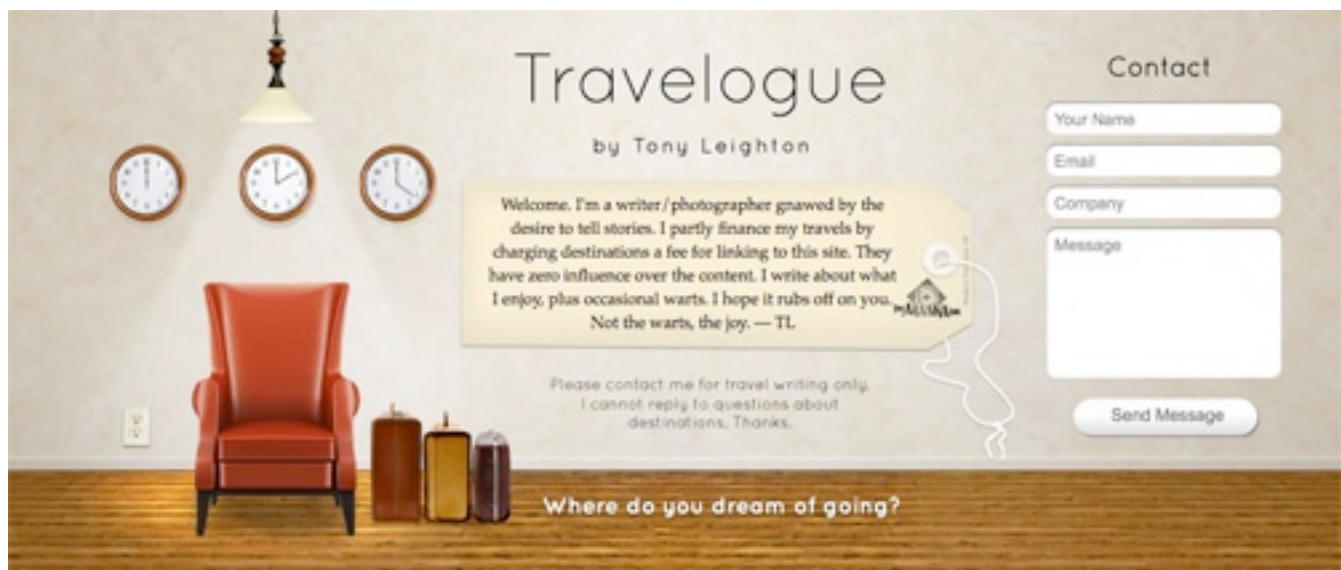 Travelogue
by Tony Leighton
Welcome. I'm a writer/photographer gnawed by the
desire to tell stories. I partly finance my travels by
charging destinations a fee for linking to this site. They
have zero influence over the content. I write about what
I enjoy, plus occasional warts. I hope it rubs off on you.
Not the warts, the joy. — TL
Please contact me for travel writing only.
I cannot reply to questions about
destinations. Thanks.
Where do you dream of going?
Contact
Your Name
Email
Company
Message
Send Message